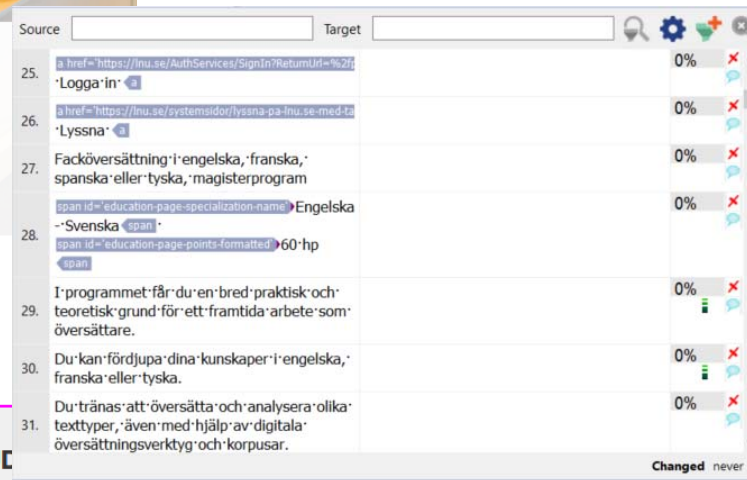 Source Target
25. a href='https://lnu.se/AuthServices/SignIn?ReturnUrl=%2f 0%
·Logga·in· a
26. a href='https://lnu.se/systemsidor/lyssna-pa-lnu.se-med-ta 0%
·Lyssna· a
27. Facköversättning·i·engelska,·franska,· 0%
spanska·eller·tyska,·magisterprogram
28. span id='education-page-specialization-name' Engelska 0%
-·Svenska span ·
span id='education-page-points-formatted' 60·hp
span
29. I·programmet·får·du·en·bred·praktisk·och· 0%
teoretisk·grund·för·ett·framtida·arbete·som·
översättare.
30. Du·kan·fördjupa·dina·kunskaper·i·engelska,· 0%
franska·eller·tyska.
31. Du·tränas·att·översätta·och·analysera·olika· 0%
texttyper,·även·med·hjälp·av·digitala·
översättningsverktyg·och·korpusar.
Changed never